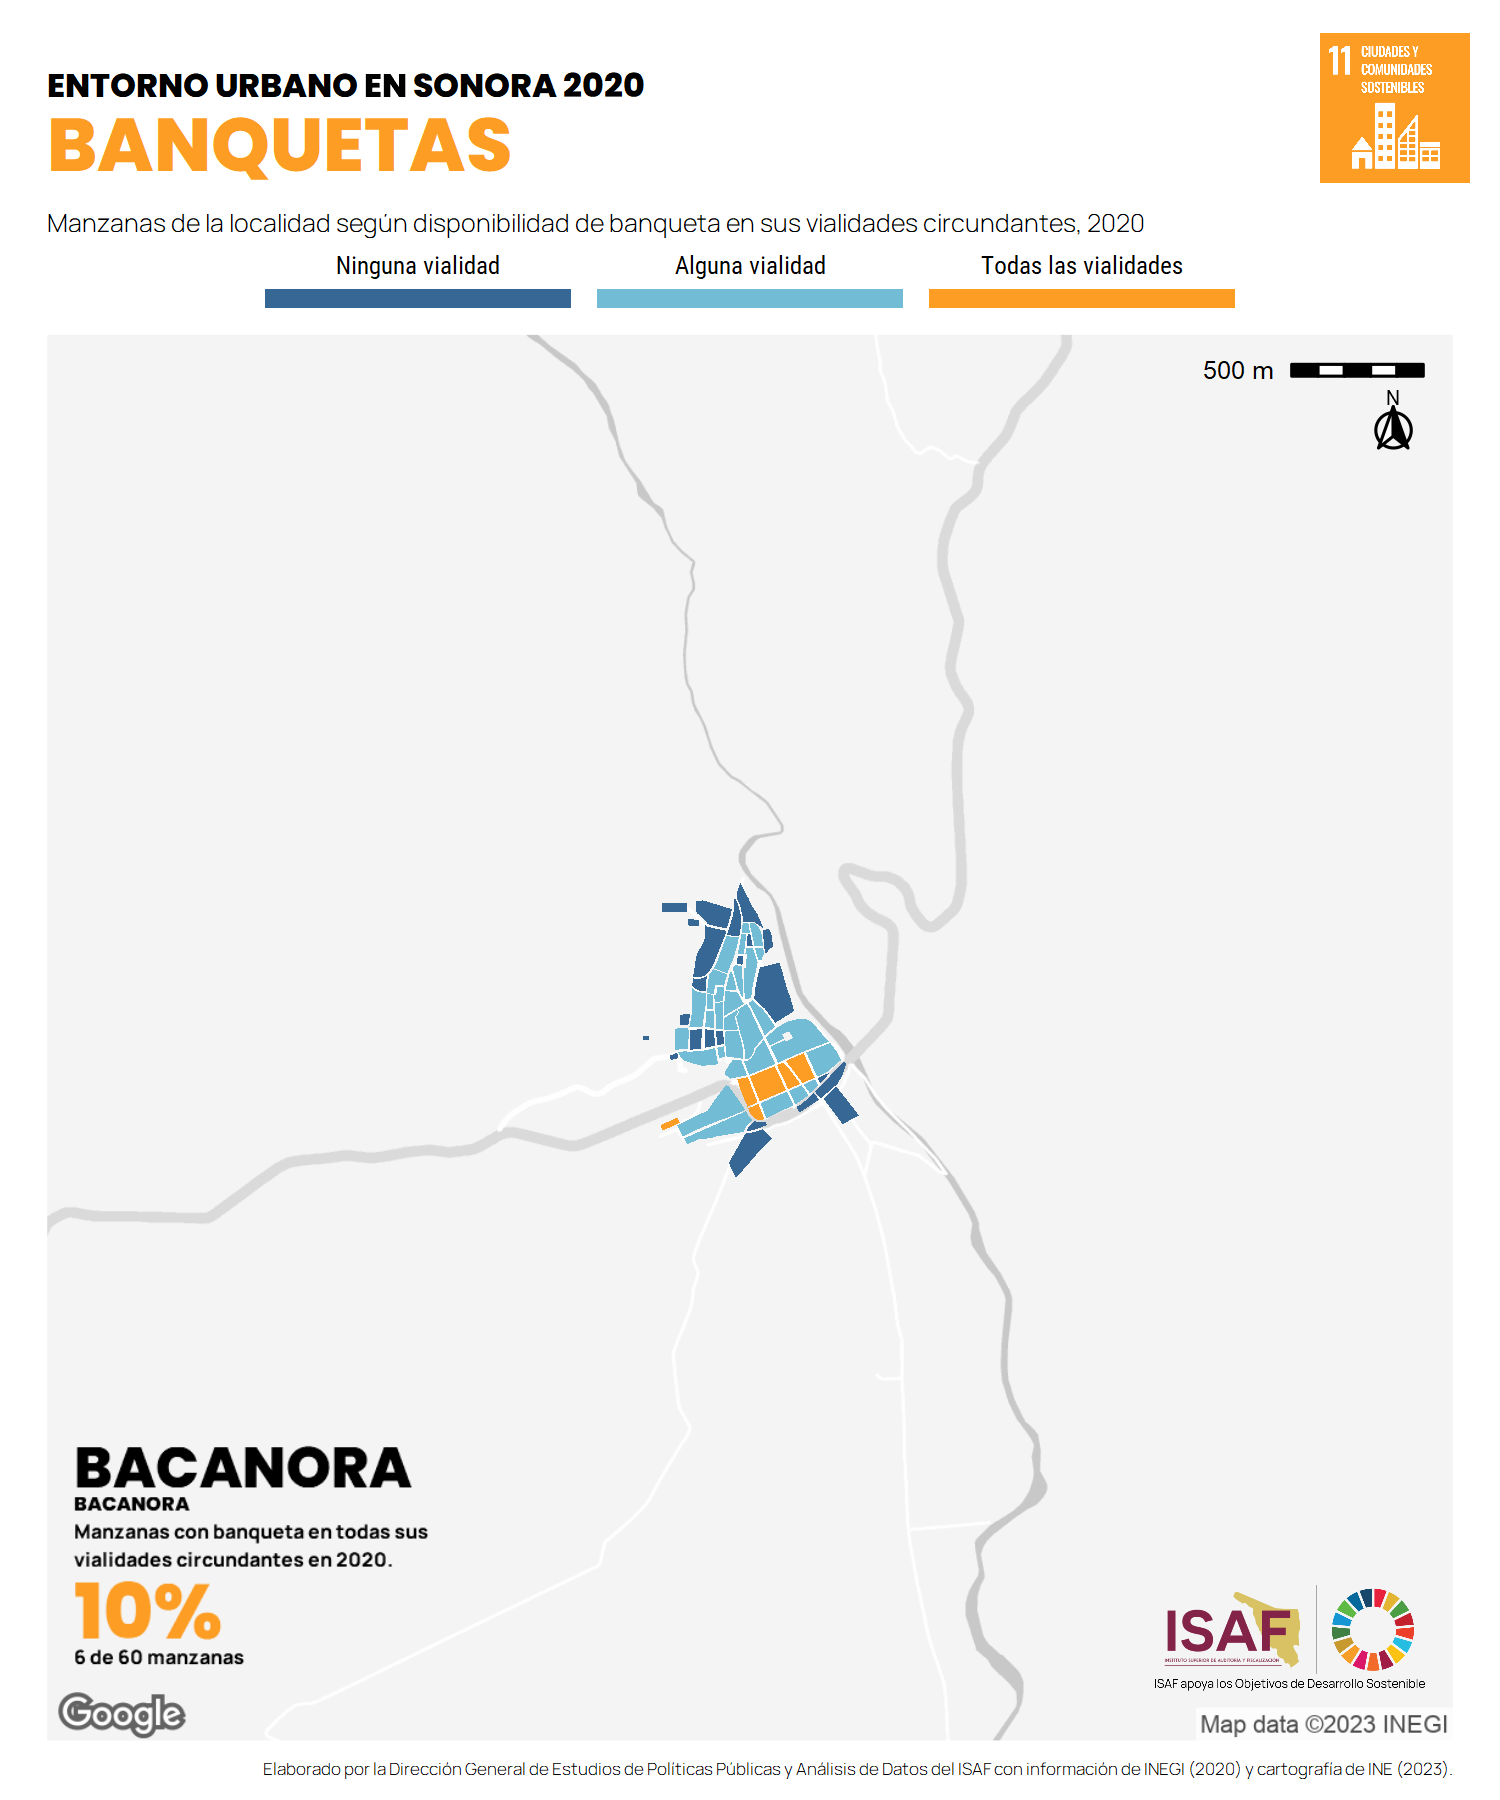 ENTORNO URBANO EN SONORA 2020
BANQUETAS
11 CIUDADES Y
COMUNIDADES
SOSTENIBLES
Manzanas de la localidad según disponibilidad de banqueta en sus vialidades circundantes, 2020
Ninguna vialidad
Alguna vialidad
Todas las vialidades
500 m
N
BACANORA
BACANORA
Manzanas con banqueta en todas sus
vialidades circundantes en 2020.
10%
6 de 60 manzanas
Google
ISAF
INSTITUTO SUPERIOR DE AUDITORÍA Y FISCALIZACIÓN
ISAF apoya los Objetivos de Desarrollo Sostenible
Map data ©2023 INEGI
Elaborado por la Dirección General de Estudios de Políticas Públicas y Análisis de Datos del ISAF con información de INEGI (2020) y cartografía de INE (2023).